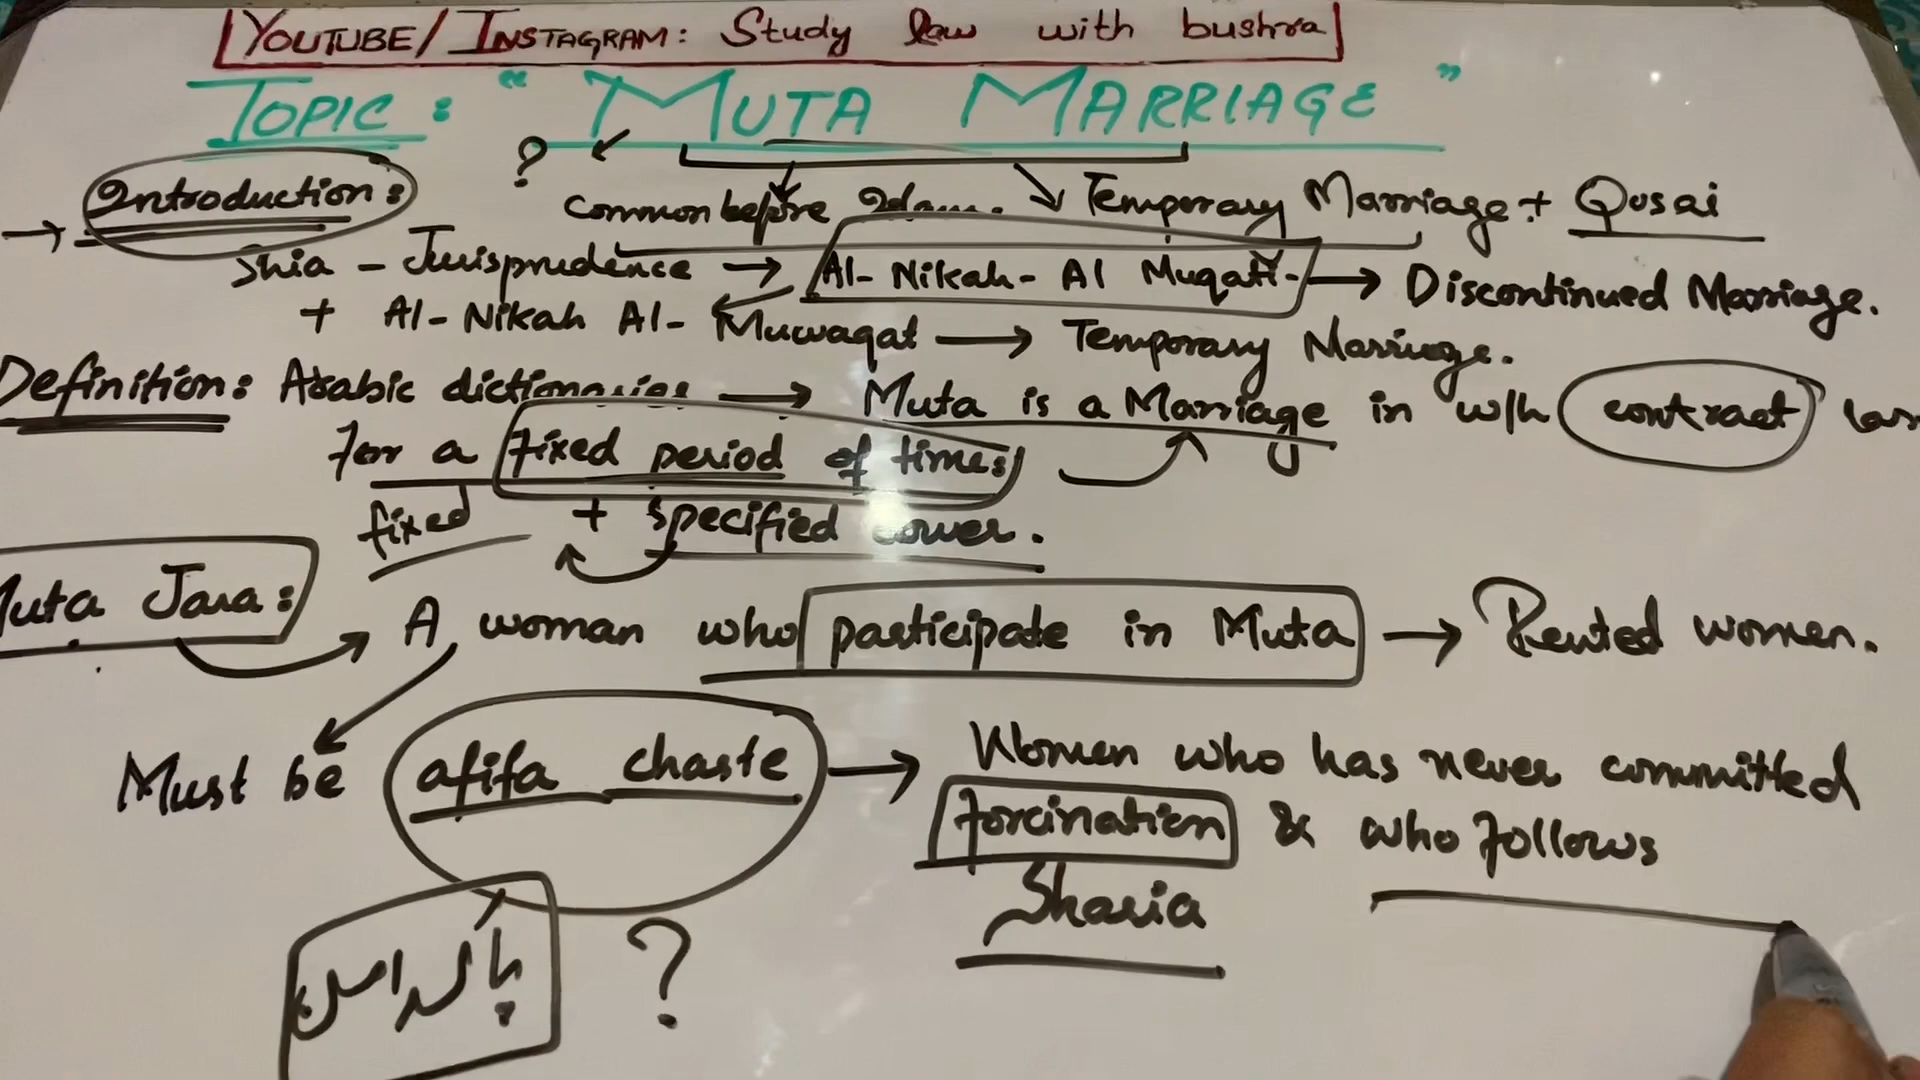 YOUTUBE/INSTAGRAM: Study law with bushra
TOPIC: "MUTA MARRIAGE"
Introduction: ? Common before Islam. Temporary Marriage + Qusai
Shia - Jurisprudence → Al-Nikah-Al Muqati- → Discontinued Marriage.
+ Al-Nikah Al-Muwaqat → Temporary Marriage.
Definition: Arabic dictionaries → Muta is a Marriage in w/h contract
for a fixed period of times
fixed + specified dower.
Muta Jara:
A woman who participate in Muta → Rented women.
Must be afifa chaste → Women who has never committed
forcination & who follows
Sharia
پاکدامن ?